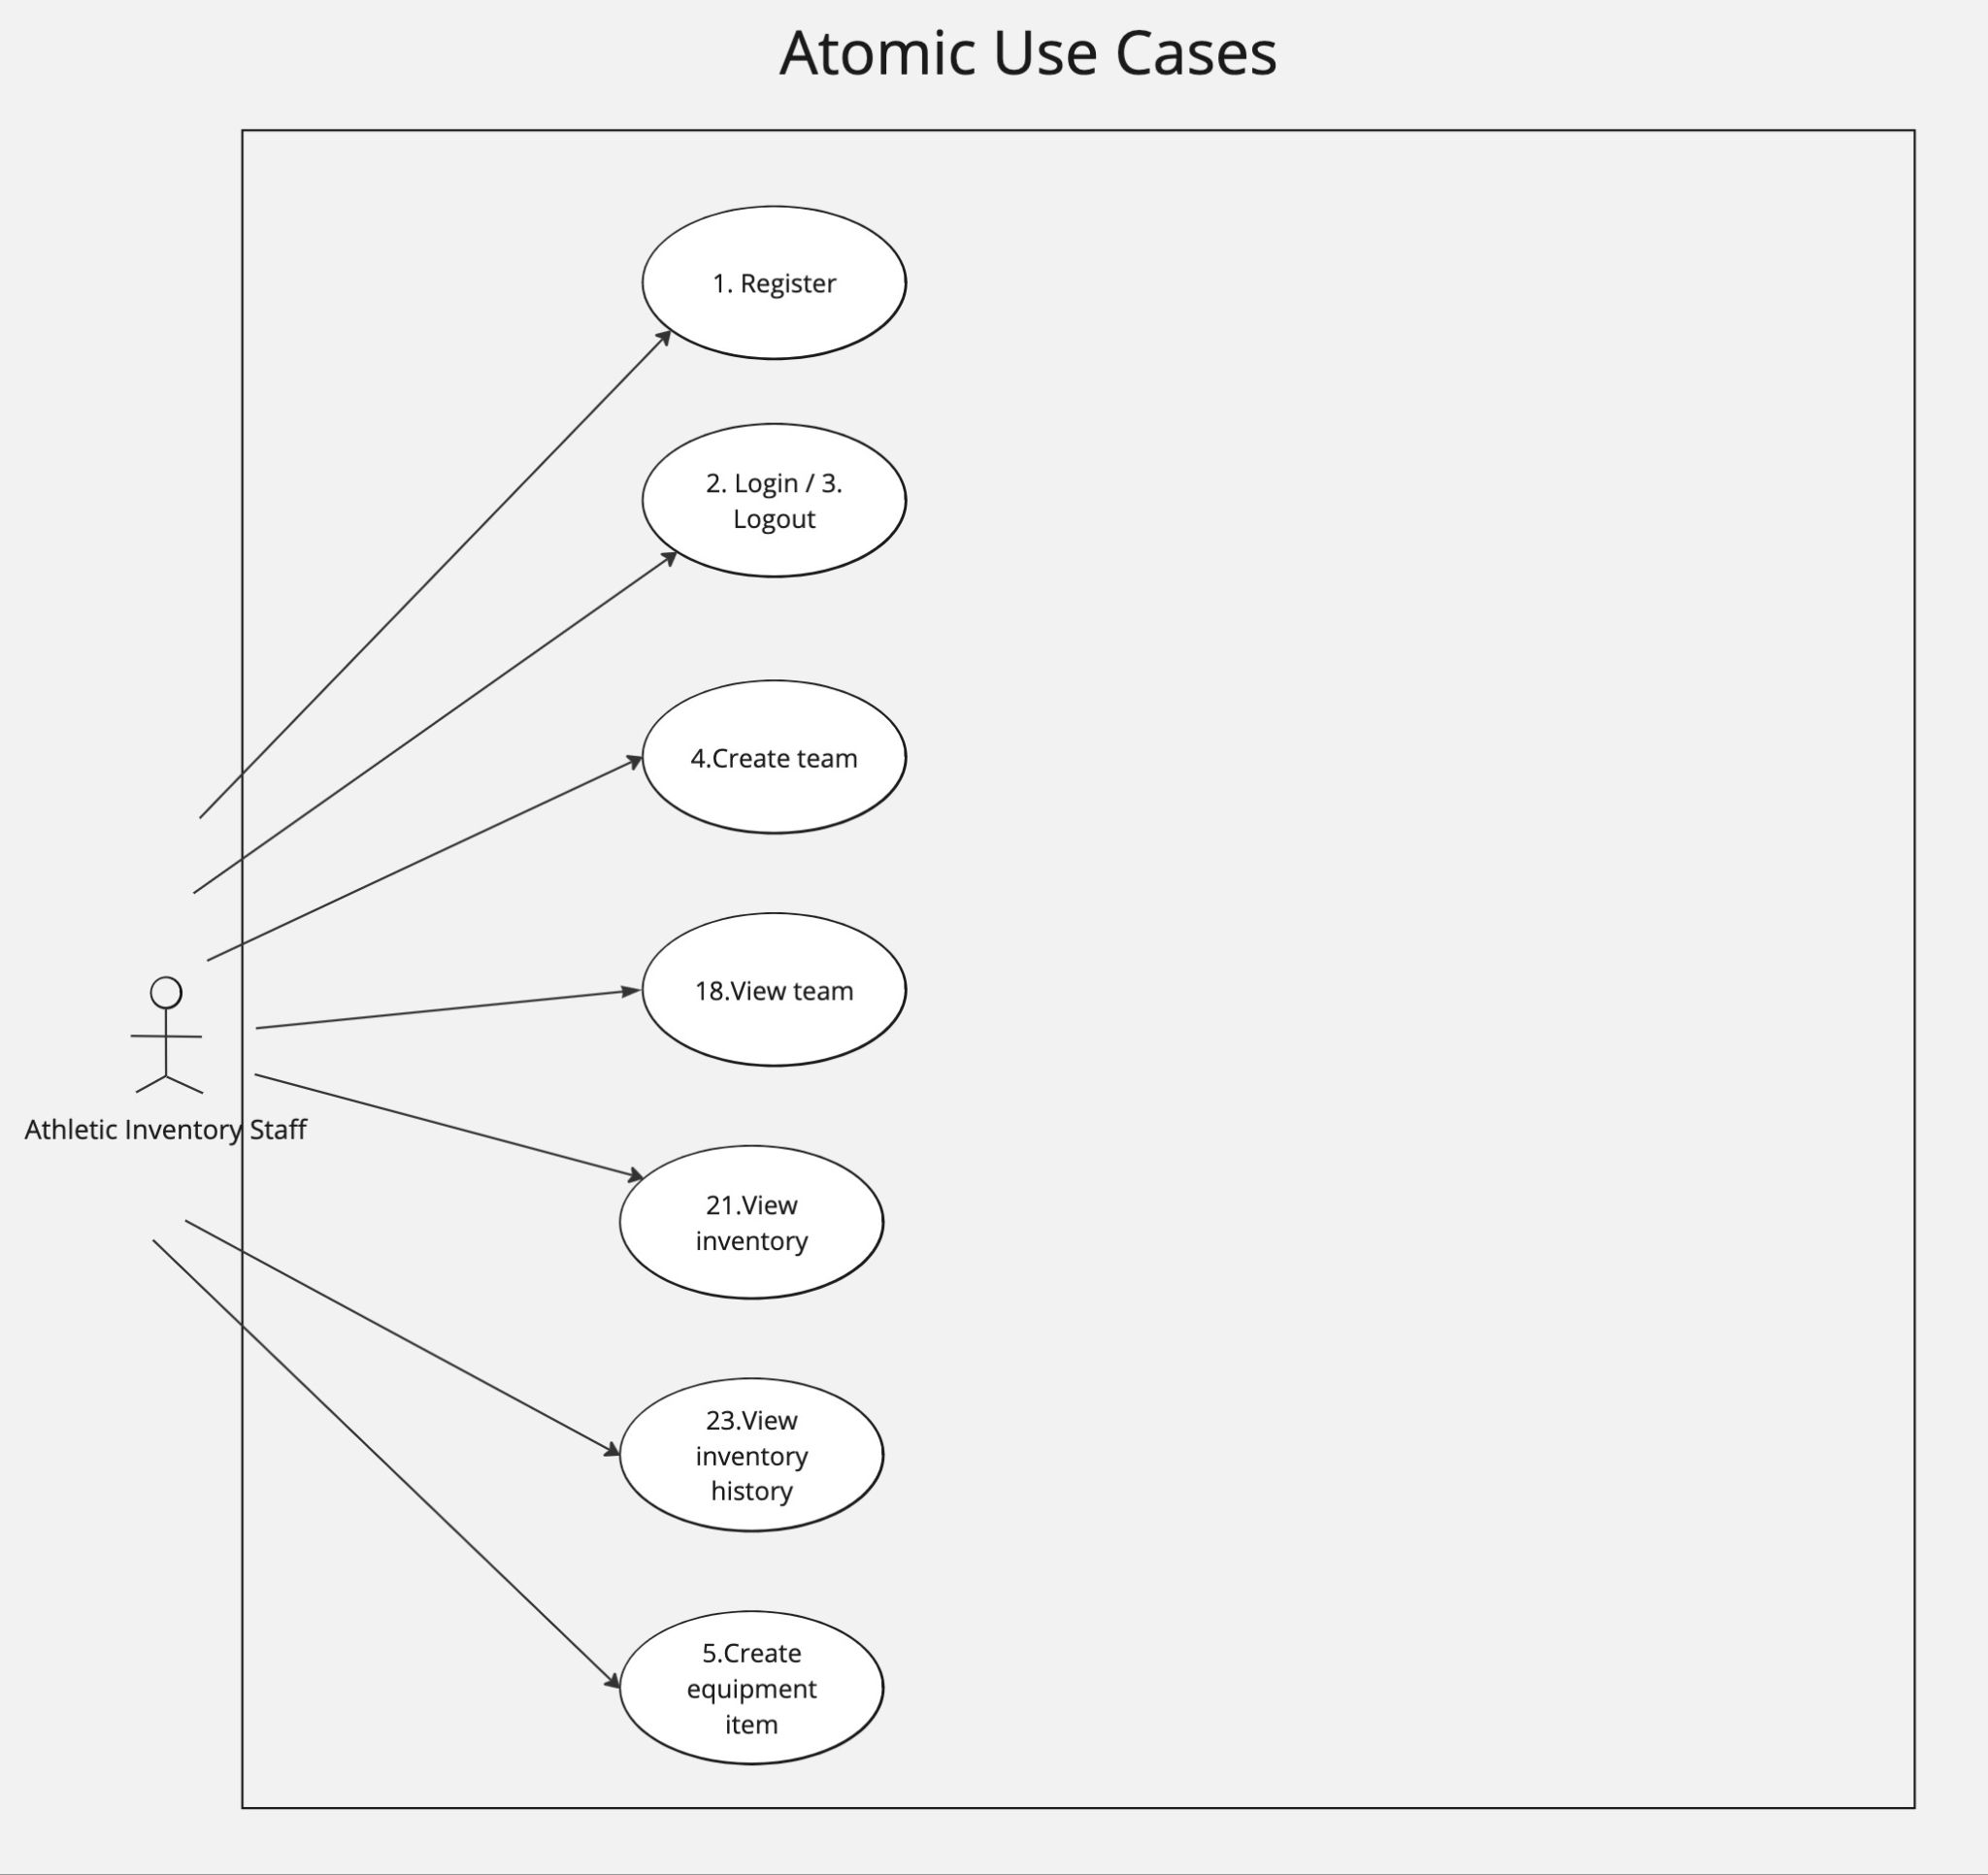 Atomic Use Cases
1. Register
2. Login / 3.
Logout
4.Create team
18.View team
Athletic Inventory Staff
21.View
inventory
23.View
inventory
history
5.Create
equipment
item